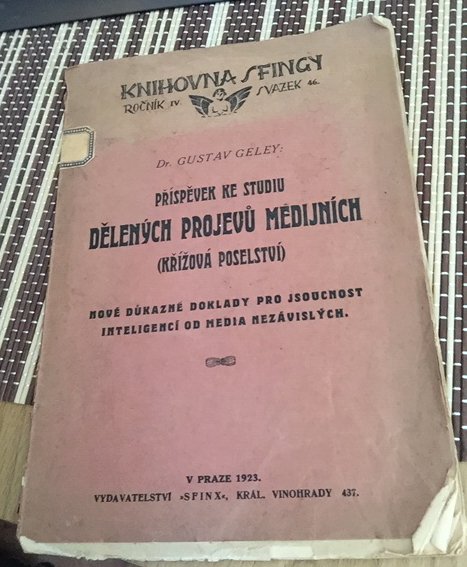 KNIHOVNA SFINGY
ROČNÍK IV. SVAZEK 46.
Dr. GUSTAV GELEY:
PŘÍSPĚVEK KE STUDIU
DĚLENÝCH PROJEVŮ MEDIJNÍCH
(KŘÍŽOVÁ POSELSTVÍ)
NOVÉ DŮKAZNÉ DOKLADY PRO JSOUCNOST
INTELIGENCÍ OD MEDIA NEZÁVISLÝCH.
V PRAZE 1923.
VYDAVATELSTVÍ »SFINX«, KRÁL. VINOHRADY 437.